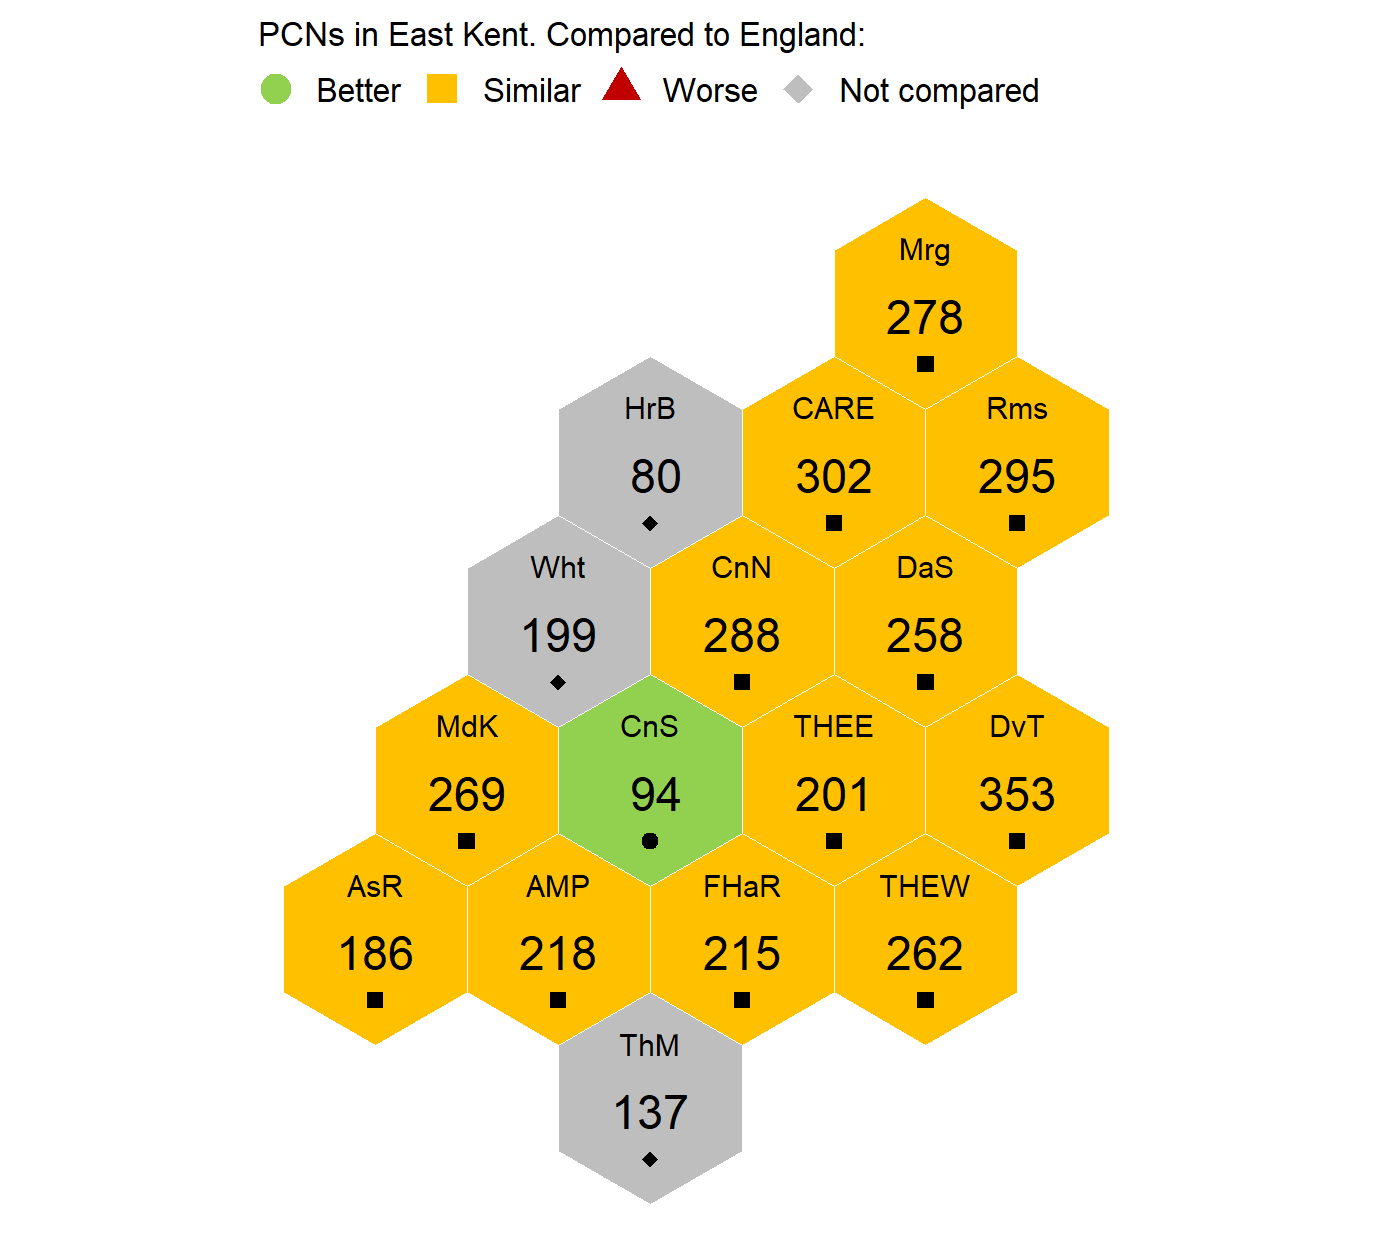 PCNs in East Kent. Compared to England:
Better Similar Worse Not compared
Mrg
278
HrB CARE Rms
80 302 295
Wht CnN DaS
199 288 258
MdK CnS THEE DvT
269 94 201 353
AsR AMP FHaR THEW
186 218 215 262
ThM
137